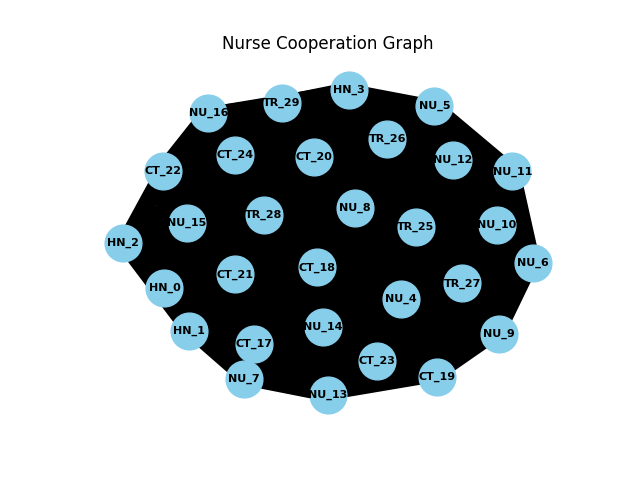 Nurse Cooperation Graph
HN_3
TR_29
NU_5
NU_16
TR_26
CT_24
CT_20
NU_12
CT_22
NU_11
NU_8
TR_28
NU_15
NU_10
TR_25
HN_2
NU_6
CT_18
CT_21
TR_27
HN_0
NU_4
NU_14
HN_1
NU_9
CT_17
CT_23
CT_19
NU_7
NU_13